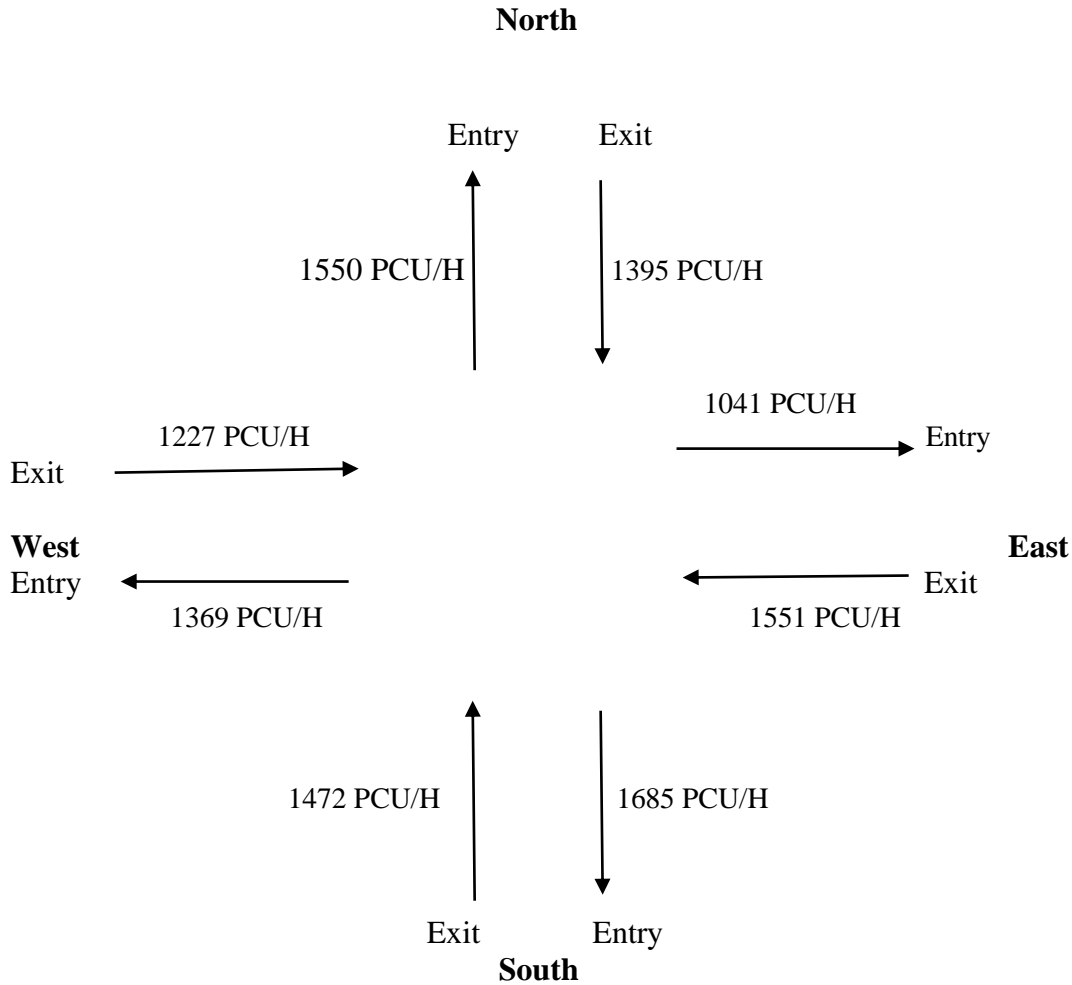 North
Entry Exit
1550 PCU/H 1395 PCU/H
1041 PCU/H
1227 PCU/H Entry
Exit
West East
Entry Exit
1369 PCU/H 1551 PCU/H
1472 PCU/H 1685 PCU/H
Exit Entry
South